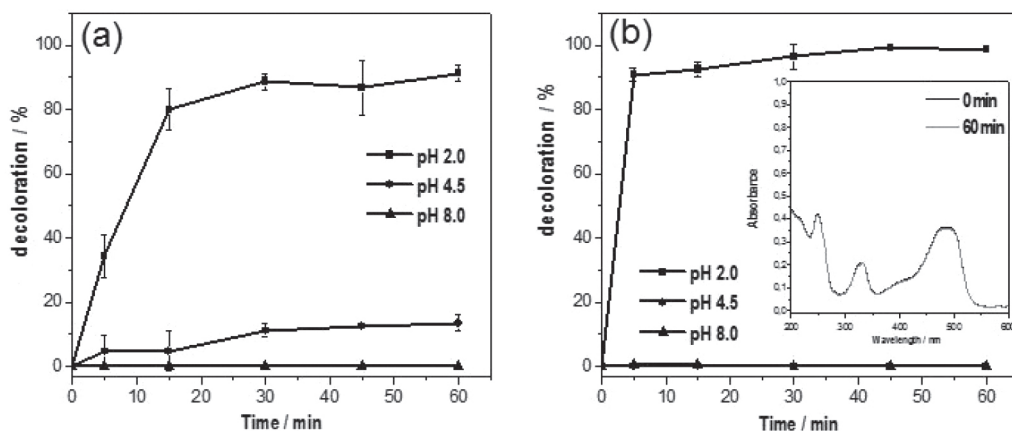 (a)
decoloration / %
100
80
60
40
20
0
pH 2.0
pH 4.5
pH 8.0
0 10 20 30 40 50 60
Time / min
(b)
decoloration / %
100
80
60
40
20
0
pH 2.0
pH 4.5
pH 8.0
0 10 20 30 40 50 60
Time / min
0 min
60 min
Absorbance
1,0
0,9
0,8
0,7
0,6
0,5
0,4
0,3
0,2
0,1
0,0
200 300 400 500 600
Wavelength / nm